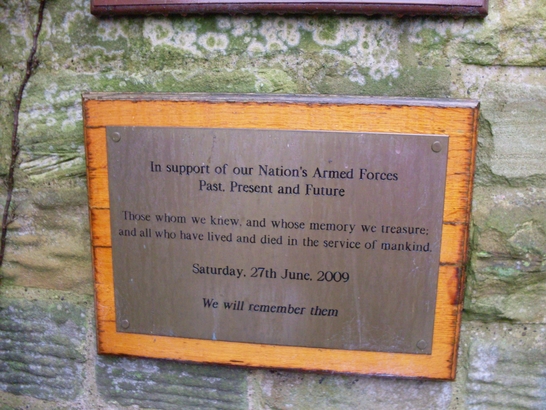 In support of our Nation's Armed Forces
Past, Present and Future
Those whom we knew, and whose memory we treasure;
and all who have lived and died in the service of mankind.
Saturday, 27th June, 2009
We will remember them